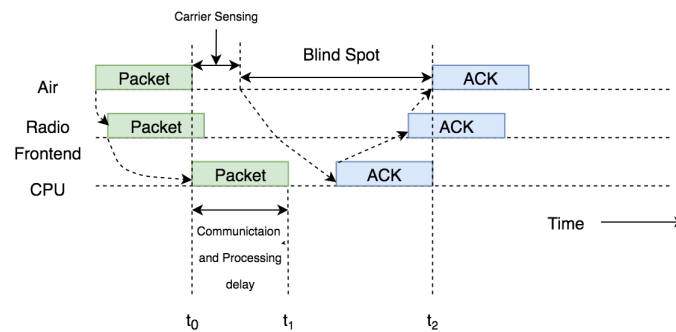 Carrier Sensing
Blind Spot
Packet
ACK
Air
Packet
ACK
Radio
Frontend
Packet
ACK
CPU
Time
Communictaion
and Processing
delay
t0
t1
t2